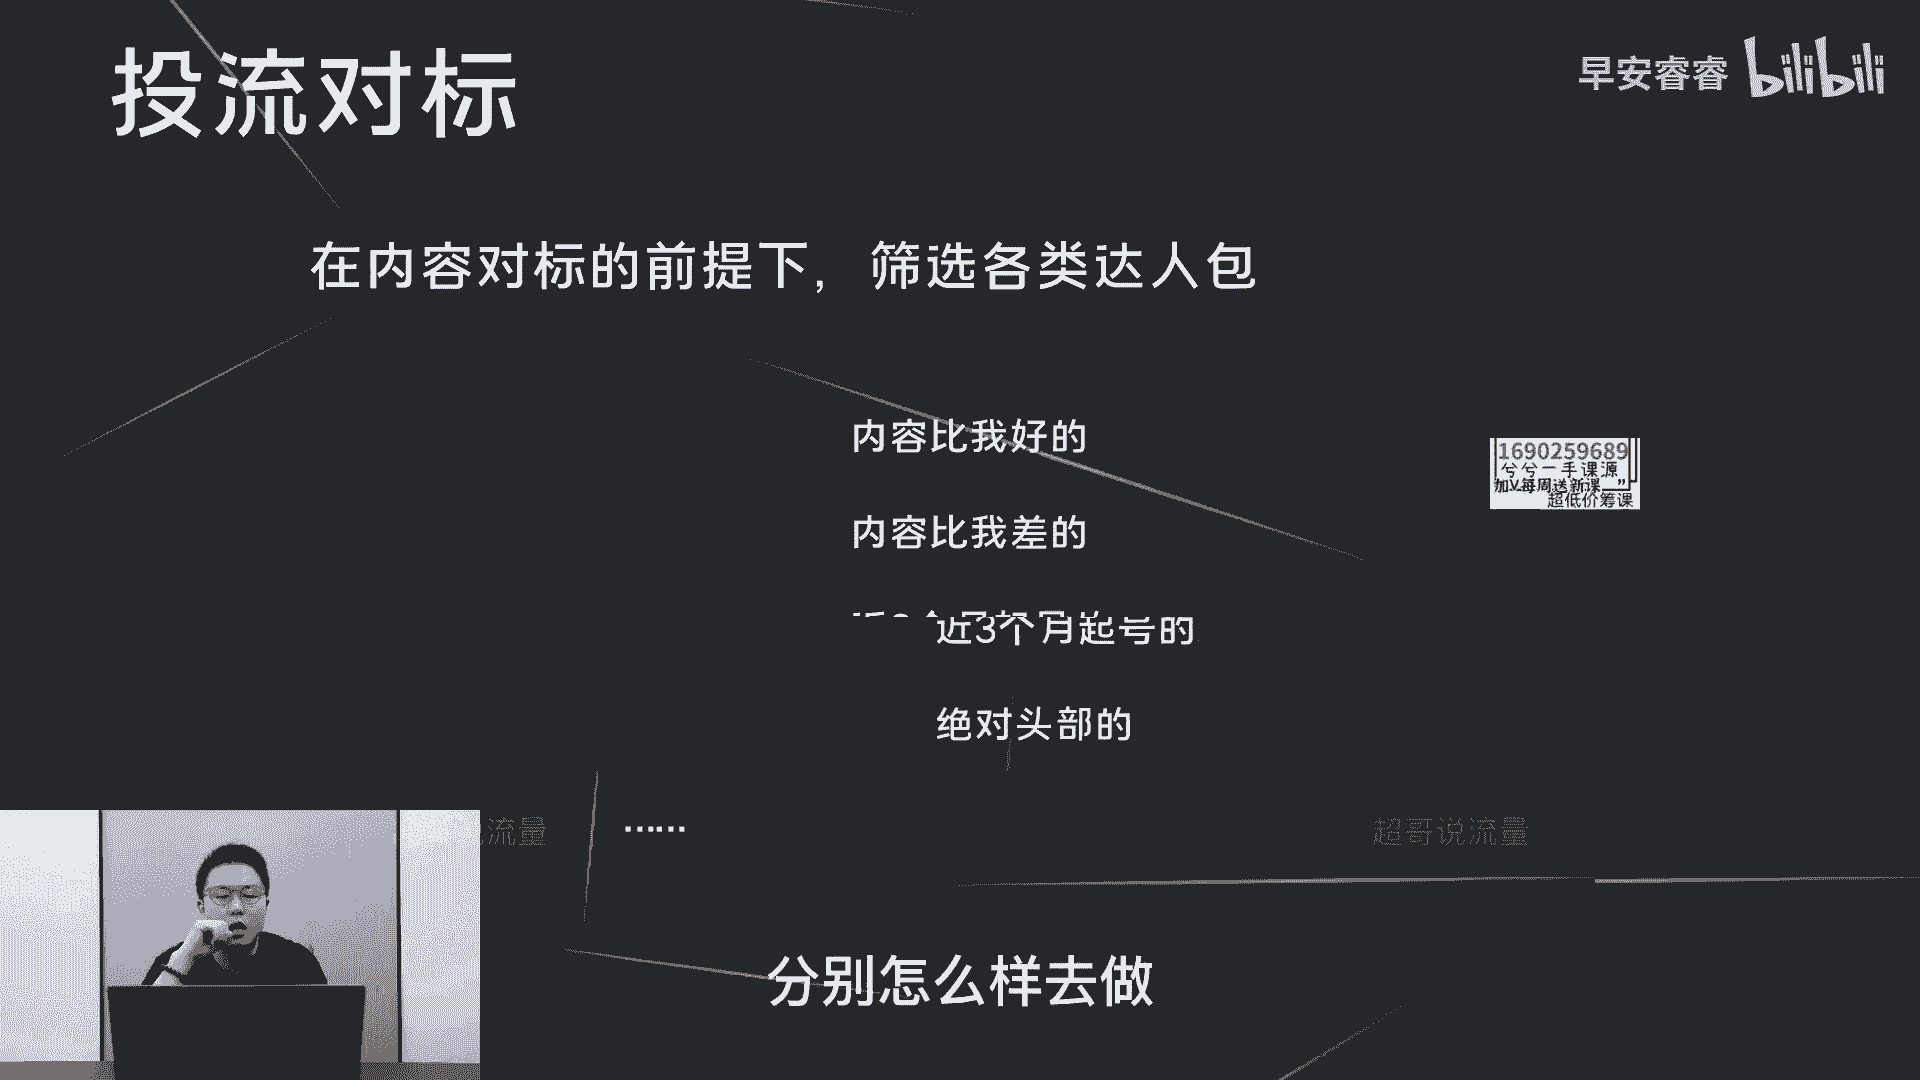 投流对标
早安睿睿 bilibili
在内容对标的前提下，筛选各类达人包
内容比我好的
1690259689
兮兮一手课源
加V每周送新课
超低价筹课
内容比我差的
近3个月起号的
绝对头部的
流量
……
超哥说流量
分别怎么样去做